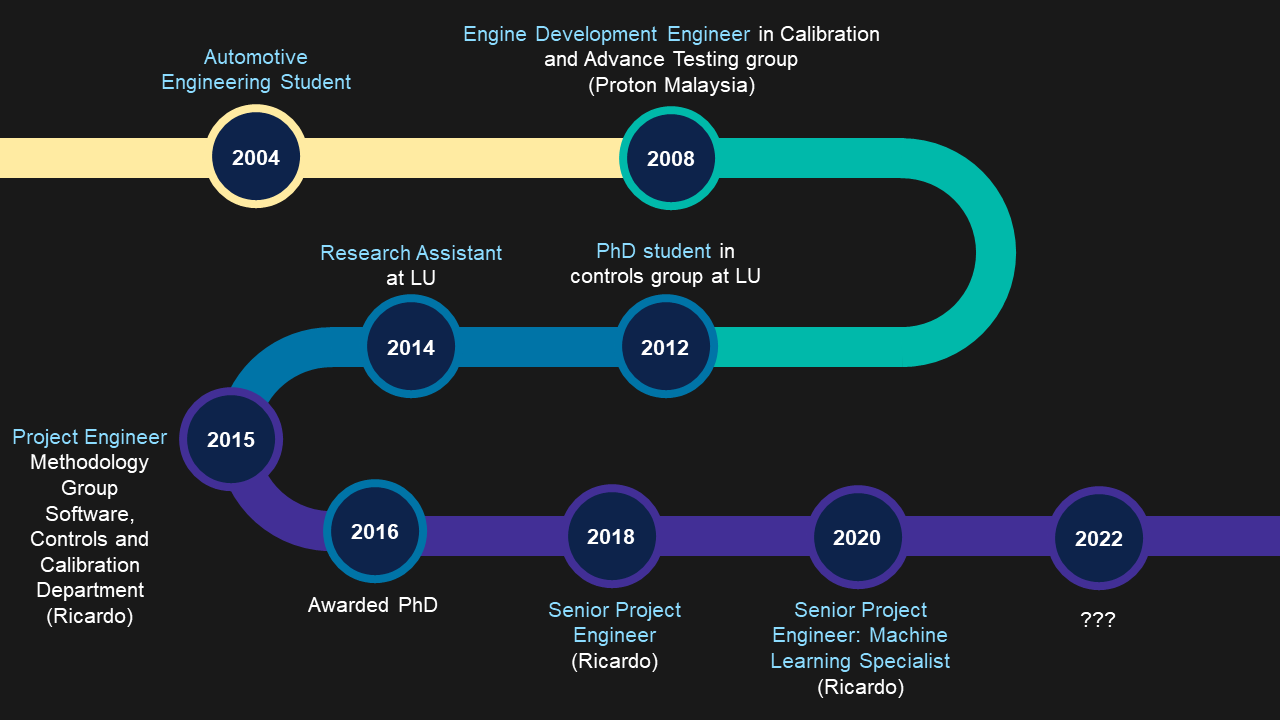 Automotive
Engineering Student
2004
Engine Development Engineer in Calibration
and Advance Testing group
(Proton Malaysia)
2008
PhD student in
controls group at LU
2012
Research Assistant
at LU
2014
2015
Project Engineer
Methodology
Group
Software,
Controls and
Calibration
Department
(Ricardo)
2016
Awarded PhD
2018
Senior Project
Engineer
(Ricardo)
2020
Senior Project
Engineer: Machine
Learning Specialist
(Ricardo)
2022
???